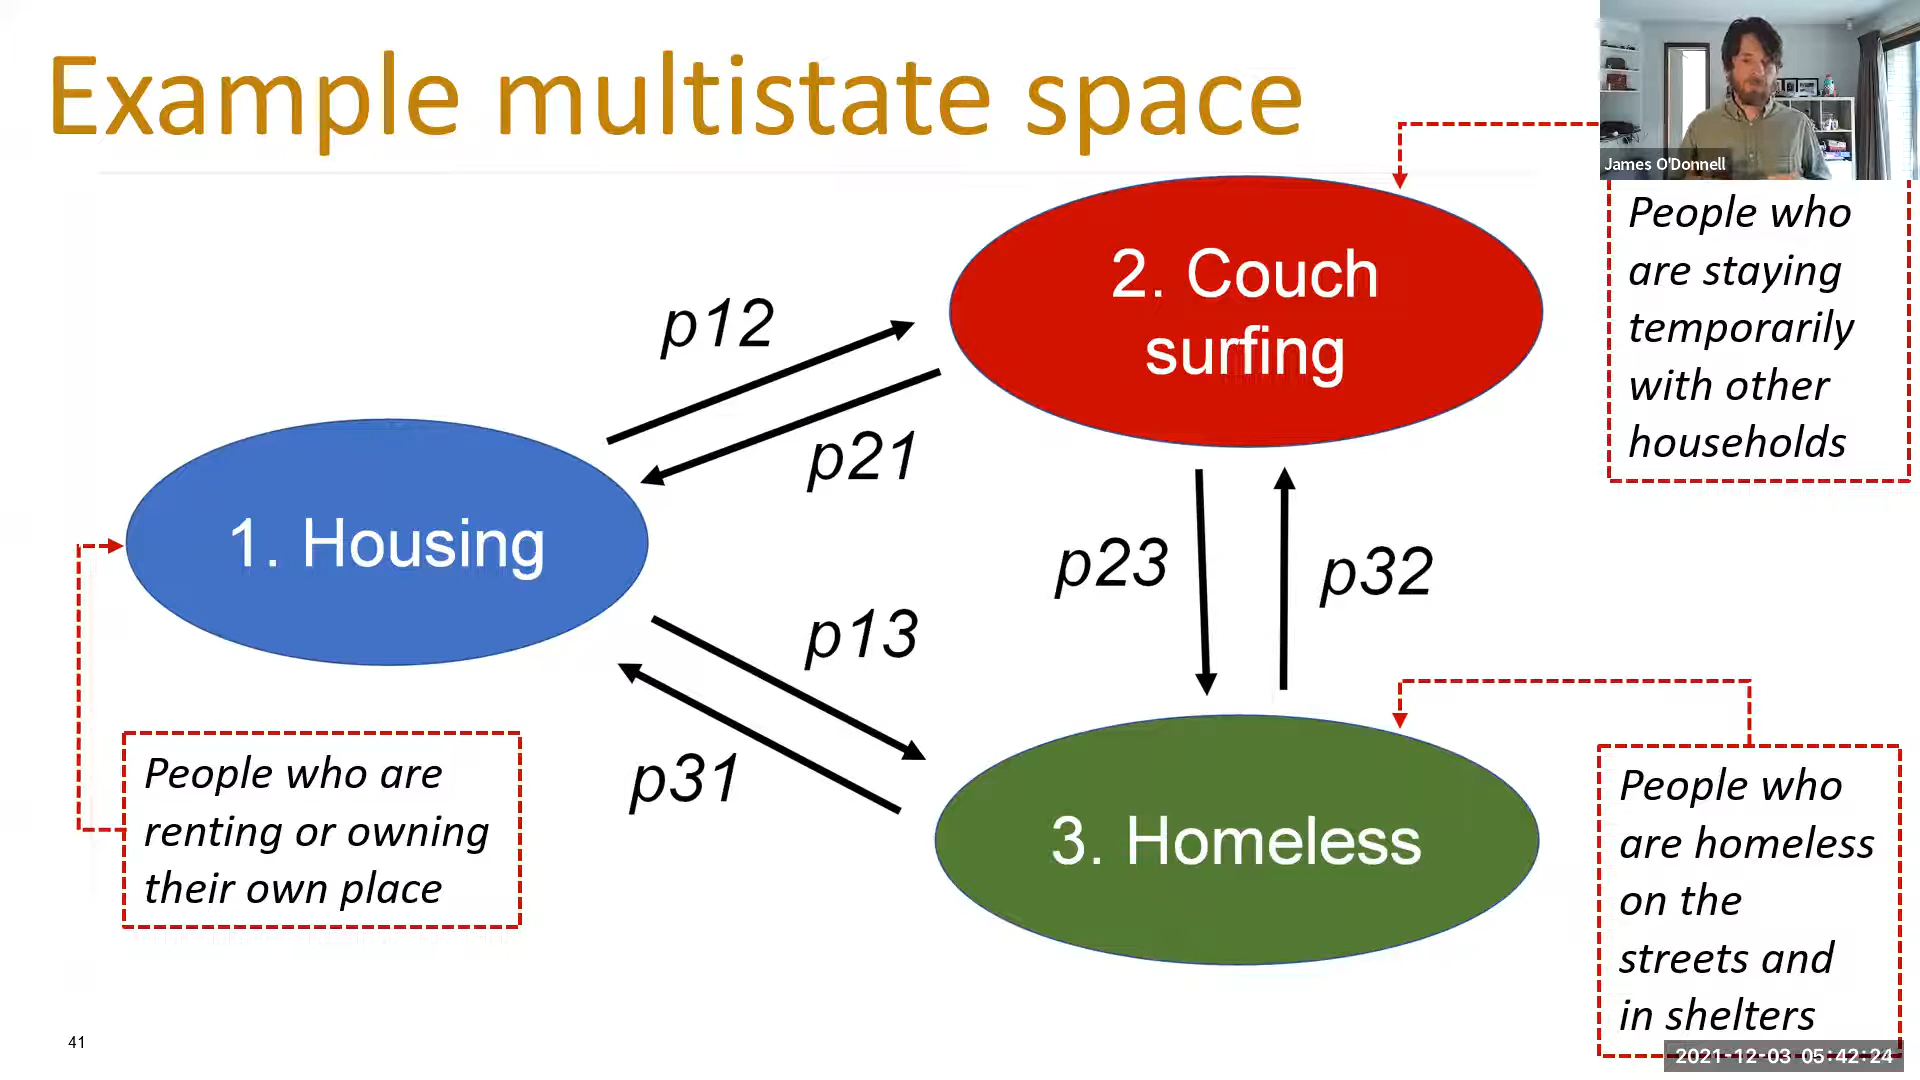 Example multistate space
James O'Donnell
People who
are staying
temporarily
with other
households
2. Couch
surfing
p12
p21
1. Housing
p23
p32
p13
p31
3. Homeless
People who are
renting or owning
their own place
People who
are homeless
on the
streets and
in shelters
41
2021-12-03 05:42:24